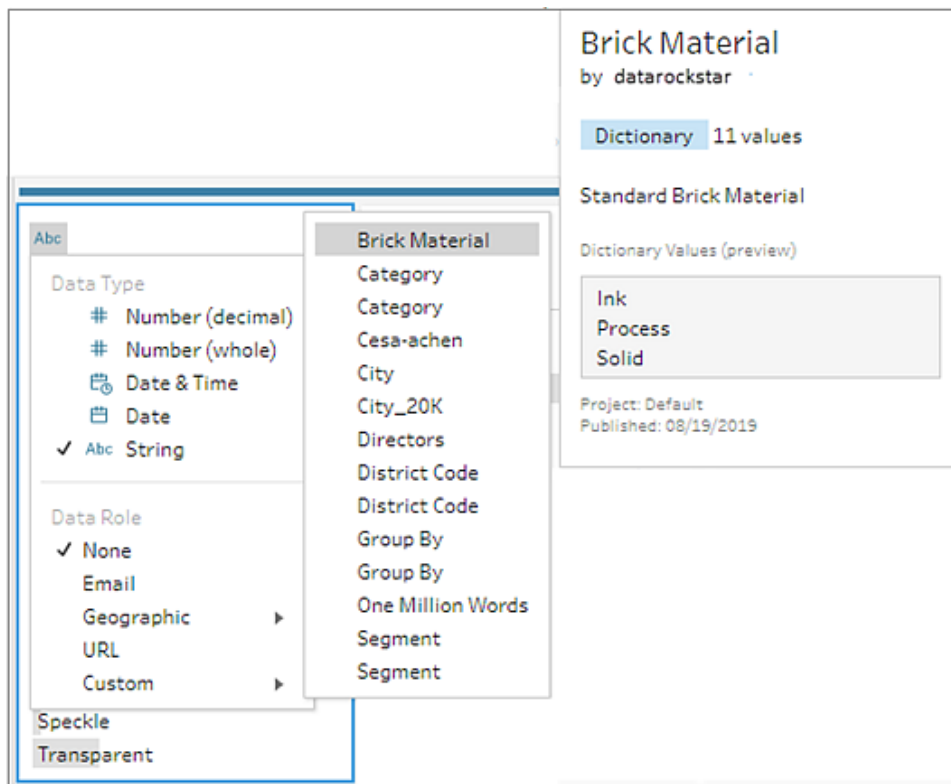 Abc
Data Type
Number (decimal)
Number (whole)
Date & Time
Date
Abc String
Data Role
None
Email
Geographic
URL
Custom
Speckle
Transparent
Brick Material
Category
Category
Cesa-achen
City
City_20K
Directors
District Code
District Code
Group By
Group By
One Million Words
Segment
Segment
Brick Material
by datarockstar
Dictionary 11 values
Standard Brick Material
Dictionary Values (preview)
Ink
Process
Solid
Project: Default
Published: 08/19/2019